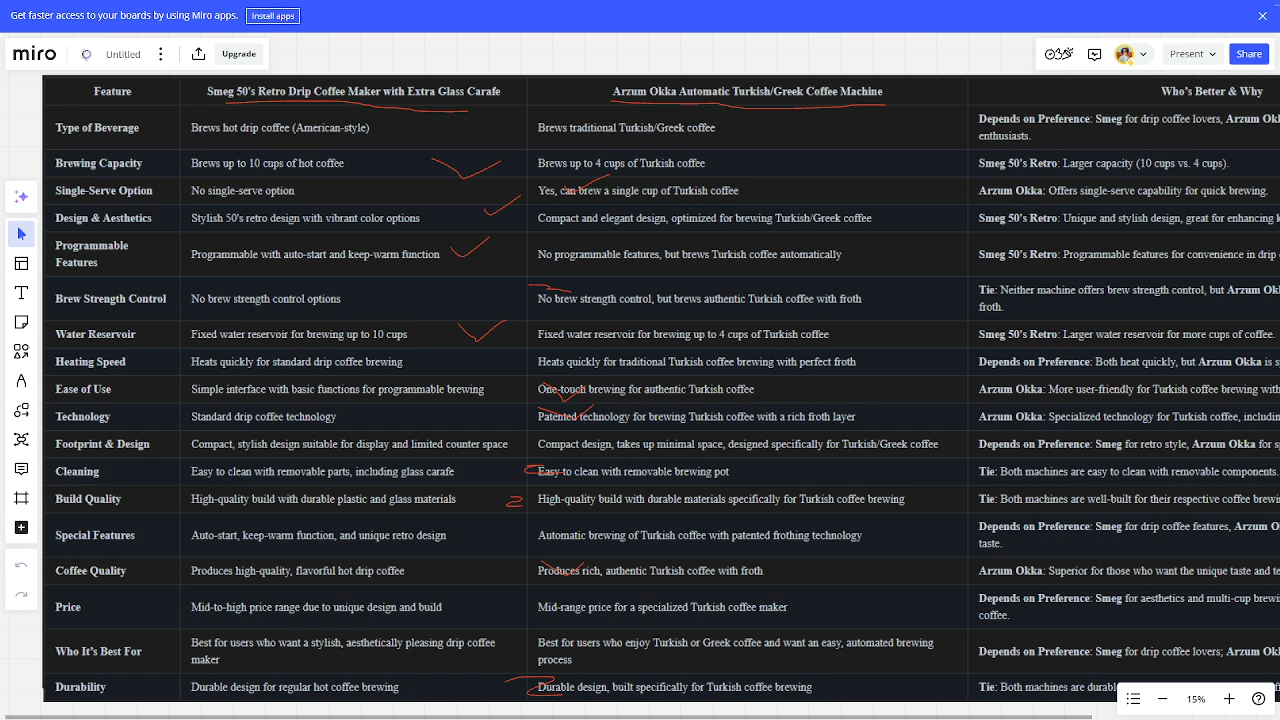 Get faster access to your boards by using Miro apps. Install apps
miro Untitled Upgrade Present Share
Feature Smeg 50's Retro Drip Coffee Maker with Extra Glass Carafe Arzum Okka Automatic Turkish/Greek Coffee Machine Who's Better & Why
Type of Beverage Brews hot drip coffee (American-style) Brews traditional Turkish/Greek coffee Depends on Preference: Smeg for drip coffee lovers, Arzum Okk
enthusiasts.
Brewing Capacity Brews up to 10 cups of hot coffee Brews up to 4 cups of Turkish coffee Smeg 50's Retro: Larger capacity (10 cups vs. 4 cups).
Single-Serve Option No single-serve option Yes, can brew a single cup of Turkish coffee Arzum Okka: Offers single-serve capability for quick brewing.
Design & Aesthetics Stylish 50's retro design with vibrant color options Compact and elegant design, optimized for brewing Turkish/Greek coffee Smeg 50's Retro: Unique and stylish design, great for enhancing
Programmable
Features Programmable with auto-start and keep-warm function No programmable features, but brews Turkish coffee automatically Smeg 50's Retro: Programmable features for convenience in drip
Brew Strength Control No brew strength control options No brew strength control, but brews authentic Turkish coffee with froth Tie: Neither machine offers brew strength control, but Arzum Ok
froth.
Water Reservoir Fixed water reservoir for brewing up to 10 cups Fixed water reservoir for brewing up to 4 cups of Turkish coffee Smeg 50's Retro: Larger water reservoir for more cups of coffee.
Heating Speed Heats quickly for standard drip coffee brewing Heats quickly for traditional Turkish coffee brewing with perfect froth Depends on Preference: Both heat quickly, but Arzum Okka is s
Ease of Use Simple interface with basic functions for programmable brewing One-touch brewing for authentic Turkish coffee Arzum Okka: More user-friendly for Turkish coffee brewing with
Technology Standard drip coffee technology Patented technology for brewing Turkish coffee with a rich froth layer Arzum Okka: Specialized technology for Turkish coffee, includin
Footprint & Design Compact, stylish design suitable for display and limited counter space Compact design, takes up minimal space, designed specifically for Turkish/Greek coffee Depends on Preference: Smeg for retro style, Arzum Okka for s
Cleaning Easy to clean with removable parts, including glass carafe Easy to clean with removable brewing pot Tie: Both machines are easy to clean with removable components.
Build Quality High-quality build with durable plastic and glass materials High-quality build with durable materials specifically for Turkish coffee brewing Tie: Both machines are well-built for their respective coffee brewi
Special Features Auto-start, keep-warm function, and unique retro design Automatic brewing of Turkish coffee with patented frothing technology Depends on Preference: Smeg for drip coffee features, Arzum O
taste.
Coffee Quality Produces high-quality, flavorful hot drip coffee Produces rich, authentic Turkish coffee with froth Arzum Okka: Superior for those who want the unique taste and te
Price Mid-to-high price range due to unique design and build Mid-range price for a specialized Turkish coffee maker Depends on Preference: Smeg for aesthetics and multi-cup brewi
coffee.
Who It's Best For Best for users who want a stylish, aesthetically pleasing drip coffee
maker Best for users who enjoy Turkish or Greek coffee and want an easy, automated brewing
process Depends on Preference: Smeg for drip coffee lovers; Arzum Ok
Durability Durable design for regular hot coffee brewing Durable design, built specifically for Turkish coffee brewing Tie: Both machines are durabl
15%